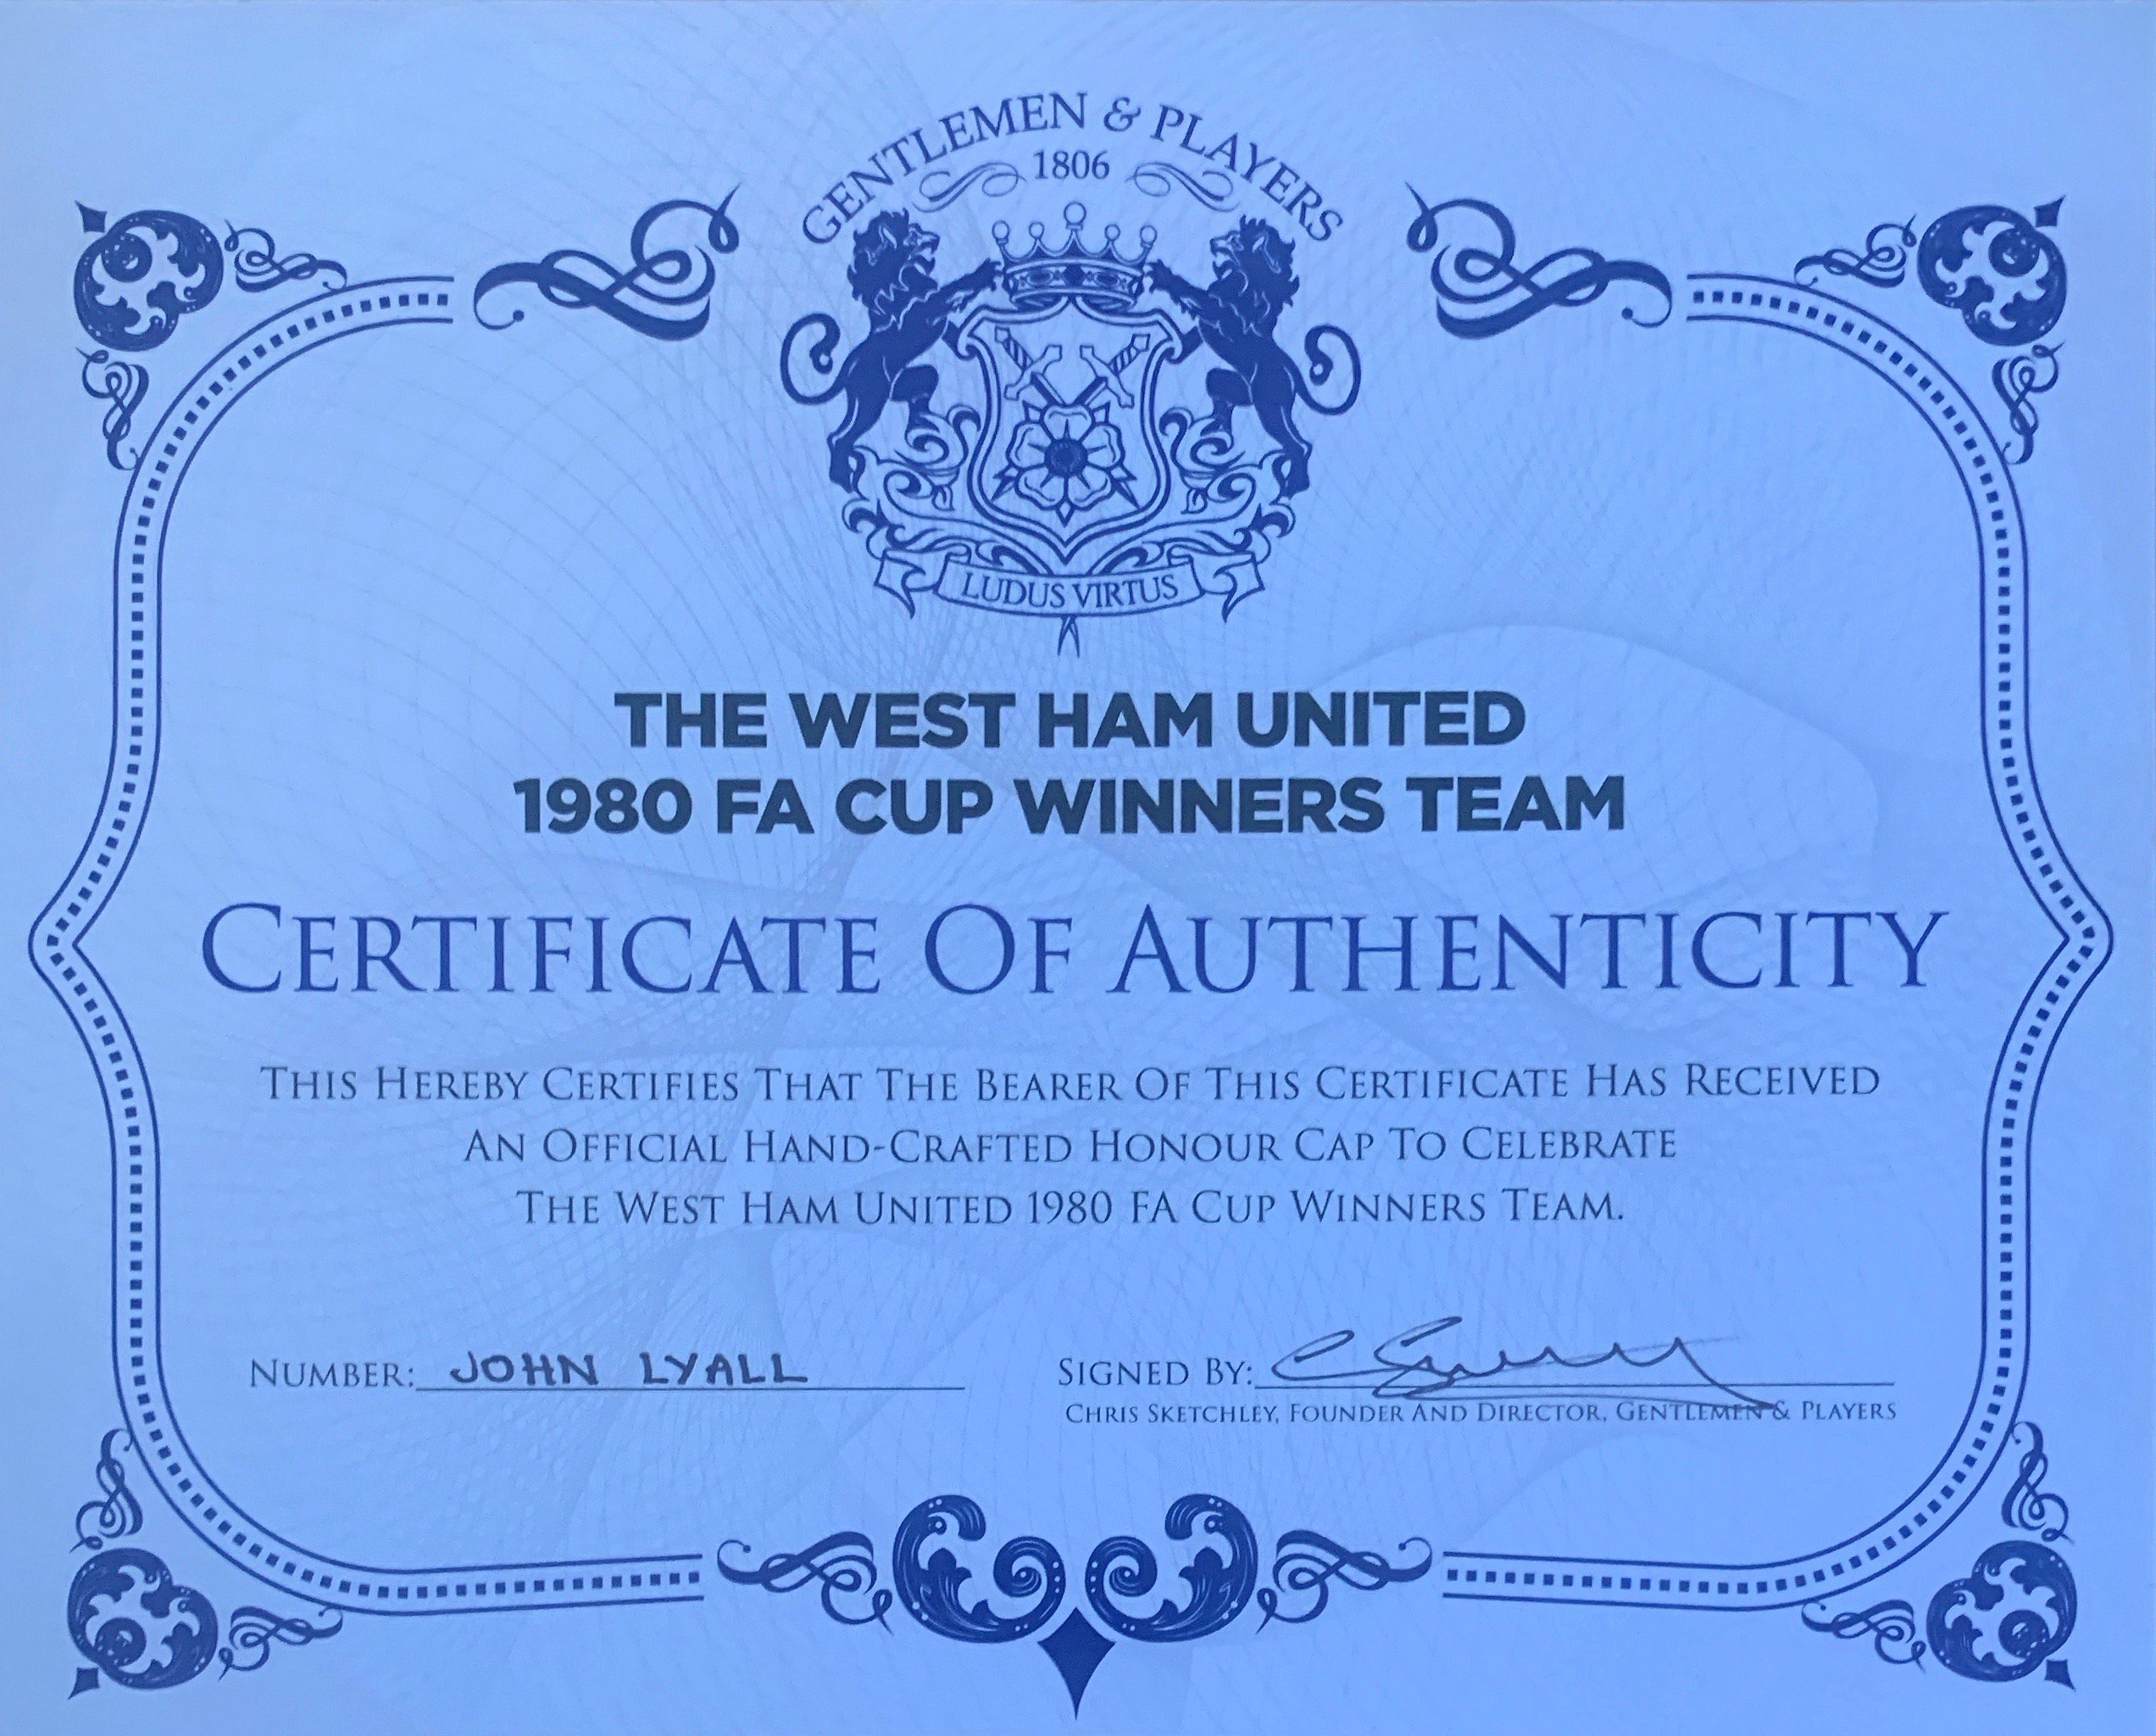 GENTLEMEN & PLAYERS
1806
LUDUS VIRTUS
THE WEST HAM UNITED
1980 FA CUP WINNERS TEAM
CERTIFICATE OF AUTHENTICITY
THIS HEREBY CERTIFIES THAT THE BEARER OF THIS CERTIFICATE HAS RECEIVED
AN OFFICIAL HAND-CRAFTED HONOUR CAP TO CELEBRATE
THE WEST HAM UNITED 1980 FA CUP WINNERS TEAM.
NUMBER: JOHN LYALL
SIGNED BY:
CHRIS SKETCHLEY, FOUNDER AND DIRECTOR, GENTLEMEN & PLAYERS